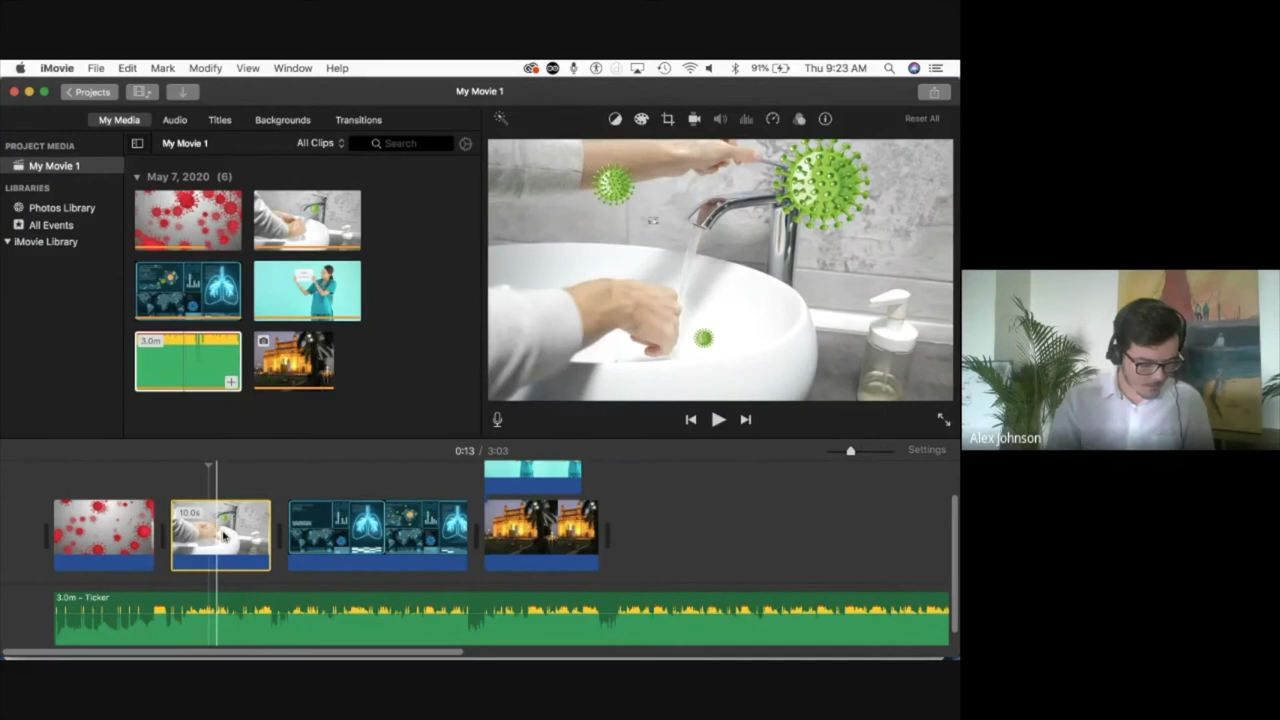 iMovie File Edit Mark Modify View Window Help 91% Thu 9:23 AM
Projects My Movie 1
My Media Audio Titles Backgrounds Transitions Reset All
PROJECT MEDIA My Movie 1 All Clips Search
My Movie 1
May 7, 2020 (6)
LIBRARIES
Photos Library
All Events
iMovie Library
3.0m
Alex Johnson
0:13 / 3:03 Settings
10.0s
3.0m – Ticker